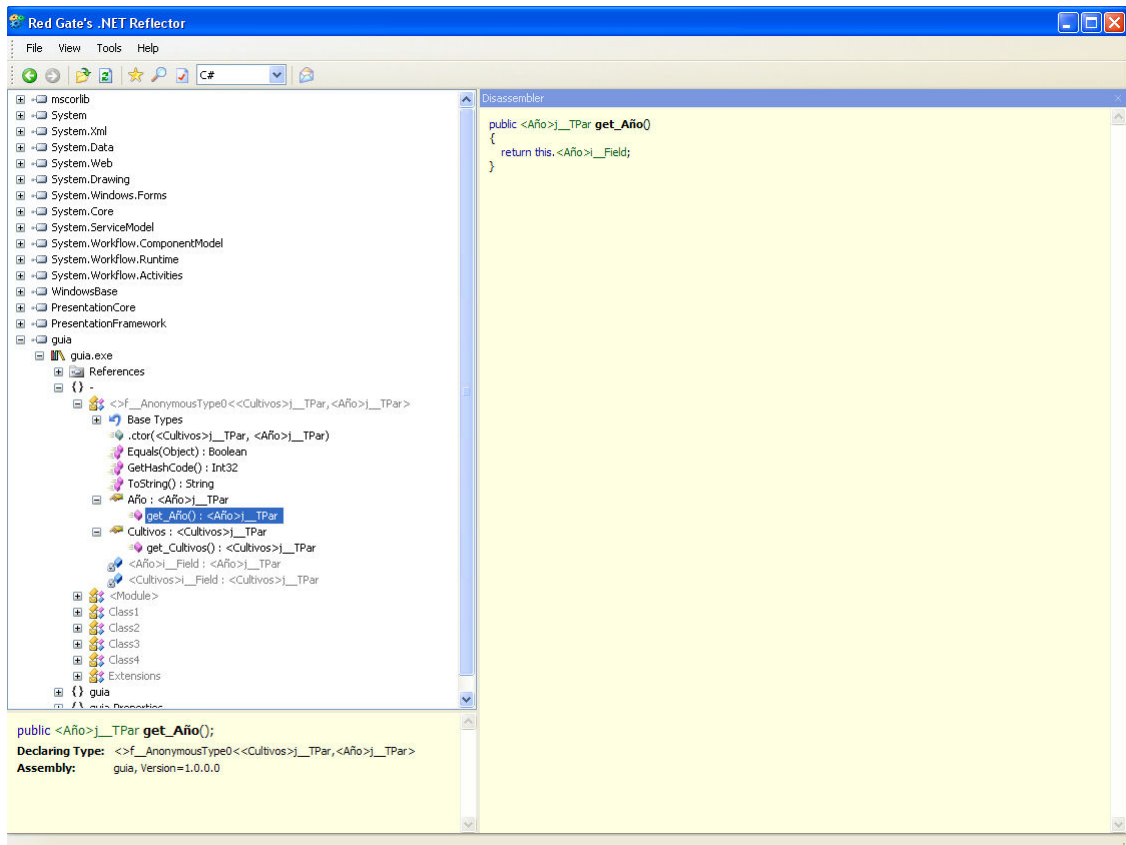 Red Gate's .NET Reflector
File View Tools Help
C#
mscorlib
System
System.Xml
System.Data
System.Web
System.Drawing
System.Windows.Forms
System.Core
System.ServiceModel
System.Workflow.ComponentModel
System.Workflow.Runtime
System.Workflow.Activities
WindowsBase
PresentationCore
PresentationFramework
guia
guia.exe
References
{} -
<>f__AnonymousType0<<Cultivos>j__TPar,<Año>j__TPar>
Base Types
.ctor(<Cultivos>j__TPar, <Año>j__TPar)
Equals(Object) : Boolean
GetHashCode() : Int32
ToString() : String
Año : <Año>j__TPar
get_Año() : <Año>j__TPar
Cultivos : <Cultivos>j__TPar
get_Cultivos() : <Cultivos>j__TPar
<Año>i__Field : <Año>j__TPar
<Cultivos>i__Field : <Cultivos>j__TPar
<Module>
Class1
Class2
Class3
Class4
Extensions
{} guia
{} guia.Properties
public <Año>j__TPar get_Año();
Declaring Type: <>f__AnonymousType0<<Cultivos>j__TPar,<Año>j__TPar>
Assembly: guia, Version=1.0.0.0
Disassembler
public <Año>j__TPar get_Año()
{
return this.<Año>i__Field;
}